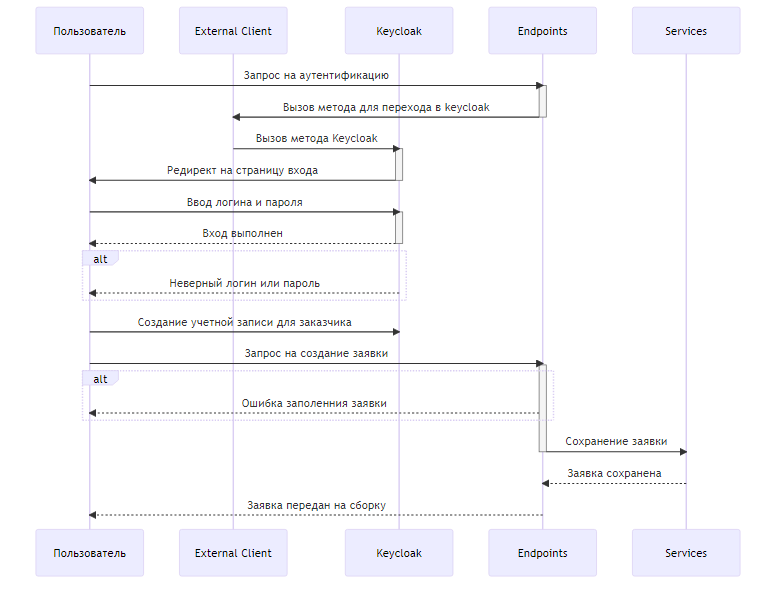 Пользователь
External Client
Keycloak
Endpoints
Services
Запрос на аутентификацию
Вызов метода для перехода в keycloak
Вызов метода Keycloak
Редирект на страницу входа
Ввод логина и пароля
Вход выполнен
alt
Неверный логин или пароль
Создание учетной записи для заказчика
Запрос на создание заявки
alt
Ошибка заполенния заявки
Сохранение заявки
Заявка сохранена
Заявка передан на сборку
Пользователь
External Client
Keycloak
Endpoints
Services